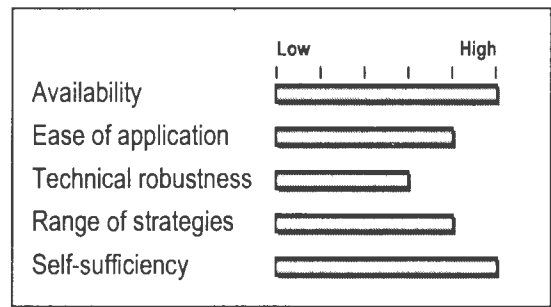 Low High
Availability
Ease of application
Technical robustness
Range of strategies
Self-sufficiency